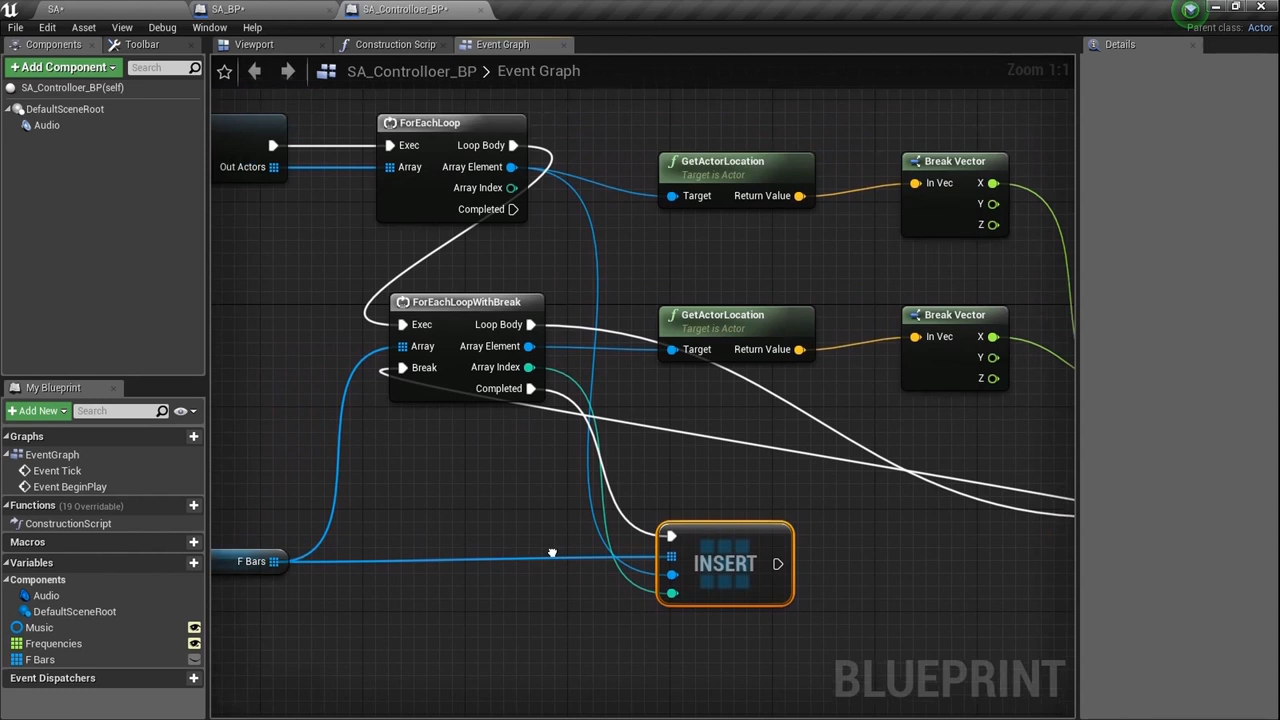 SA*
SA_BP*
SA_Controlloer_BP*
File Edit Asset View Debug Window Help
Parent class: Actor
Components Toolbar
Viewport Construction Scrip Event Graph
Details
+Add Component Search
SA_Controlloer_BP > Event Graph
Zoom 1:1
SA_Controlloer_BP(self)
DefaultSceneRoot
Audio
ForEachLoop
Exec Loop Body
Out Actors
Array Array Element
Array Index
Completed
GetActorLocation
Target is Actor
Target Return Value
Break Vector
In Vec X
Y
Z
ForEachLoopWithBreak
Exec Loop Body
Array Array Element
Break Array Index
Completed
GetActorLocation
Target is Actor
Target Return Value
Break Vector
In Vec X
Y
Z
F Bars
INSERT
BLUEPRINT
My Blueprint
+Add New Search
Graphs
EventGraph
Event Tick
Event BeginPlay
Functions (19 Overridable)
ConstructionScript
Macros
Variables
Components
Audio
DefaultSceneRoot
Music
Frequencies
F Bars
Event Dispatchers